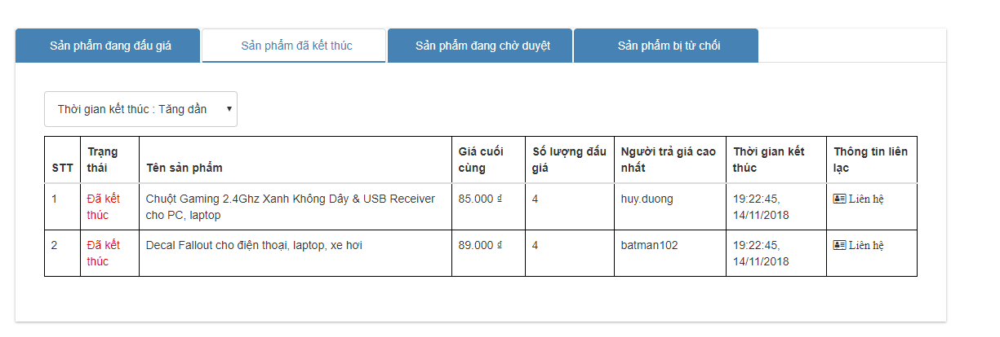 Sản phẩm đang đấu giá
Sản phẩm đã kết thúc
Sản phẩm đang chờ duyệt
Sản phẩm bị từ chối
Thời gian kết thúc : Tăng dần
STT
Trạng
thái
Tên sản phẩm
Giá cuối
cùng
Số lượng đấu
giá
Người trả giá cao
nhất
Thời gian kết
thúc
Thông tin liên
lạc
1
Đã kết
thúc
Chuột Gaming 2.4Ghz Xanh Không Dây & USB Receiver
cho PC, laptop
85.000 ₫
4
huy.duong
19:22:45,
14/11/2018
Liên hệ
2
Đã kết
thúc
Decal Fallout cho điện thoại, laptop, xe hơi
89.000 ₫
4
batman102
19:22:45,
14/11/2018
Liên hệ